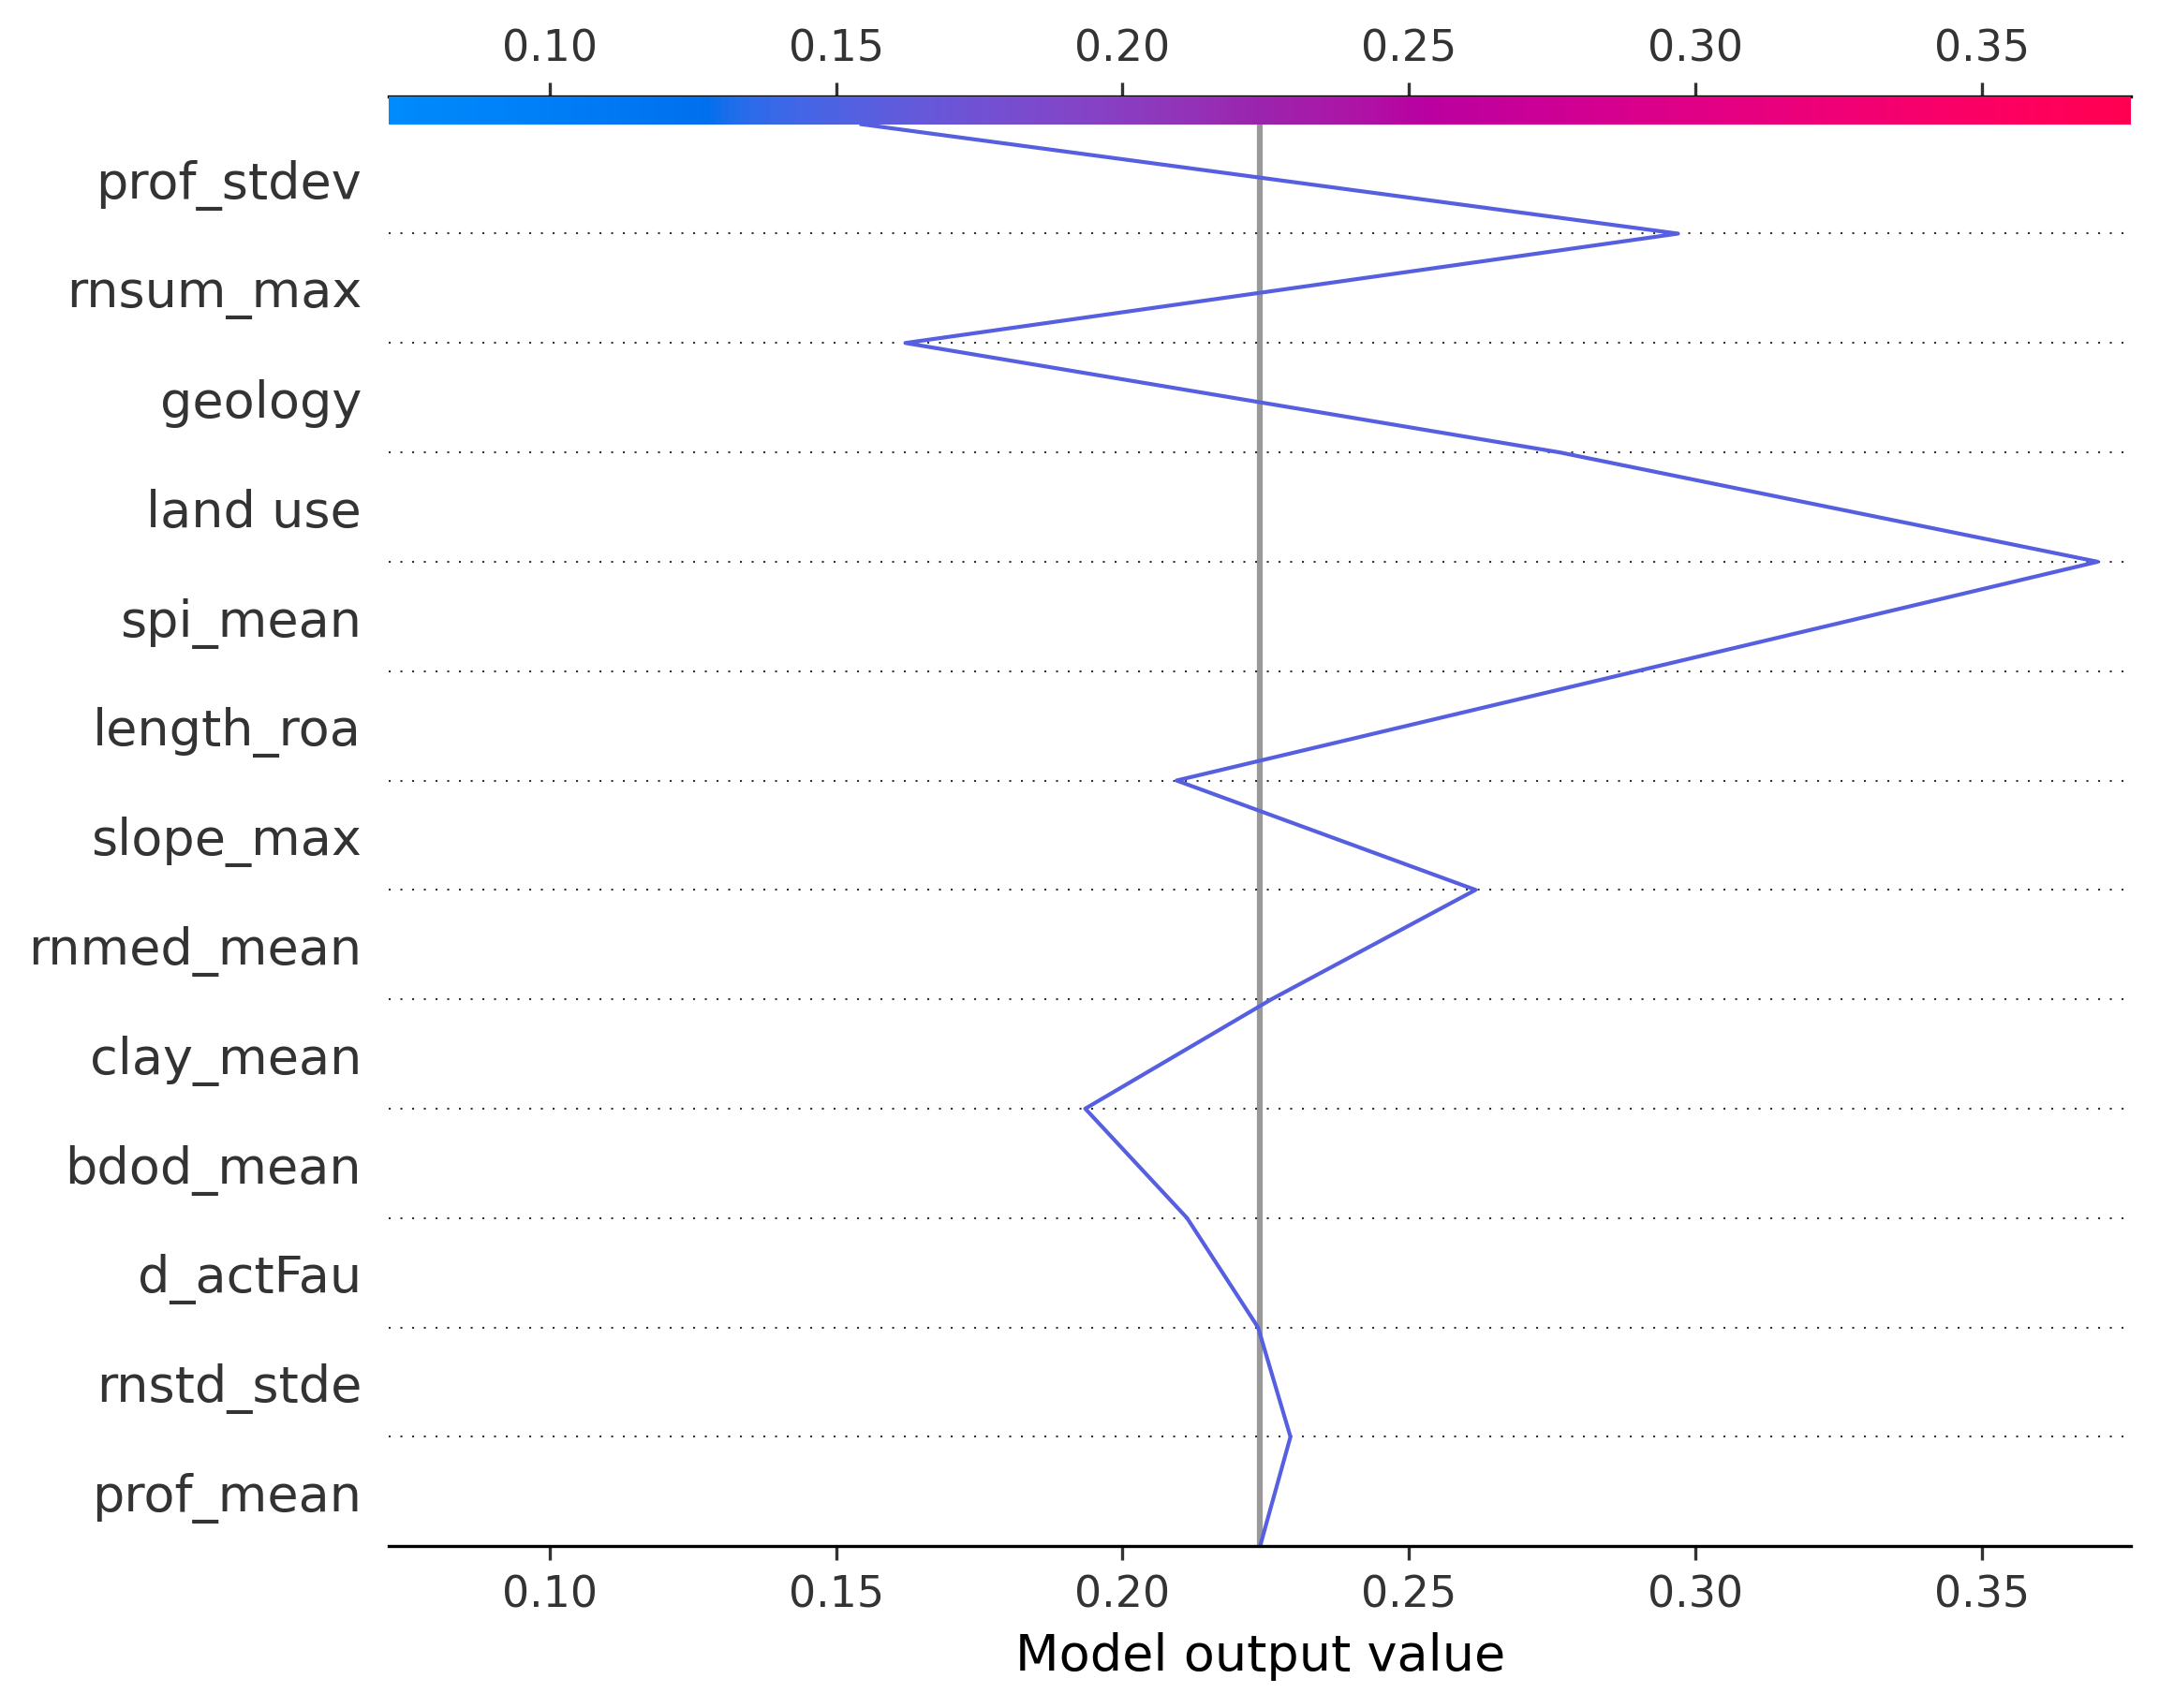 0.10 0.15 0.20 0.25 0.30 0.35
prof_stdev
rnsum_max
geology
land use
spi_mean
length_roa
slope_max
rnmed_mean
clay_mean
bdod_mean
d_actFau
rnstd_stde
prof_mean
0.10 0.15 0.20 0.25 0.30 0.35
Model output value